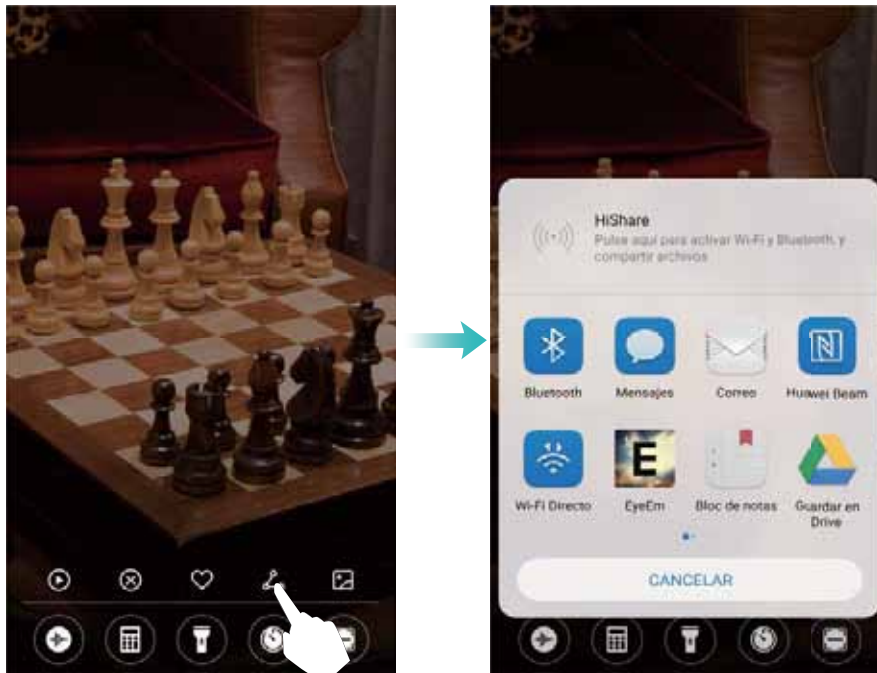 HiShare
Pulse aquí para activar Wi-Fi y Bluetooth, y
compartir archivos
Bluetooth Mensajes Correo Huawei Beam
Wi-Fi Directo EyeEm Bloc de notas Guardar en
Drive
CANCELAR